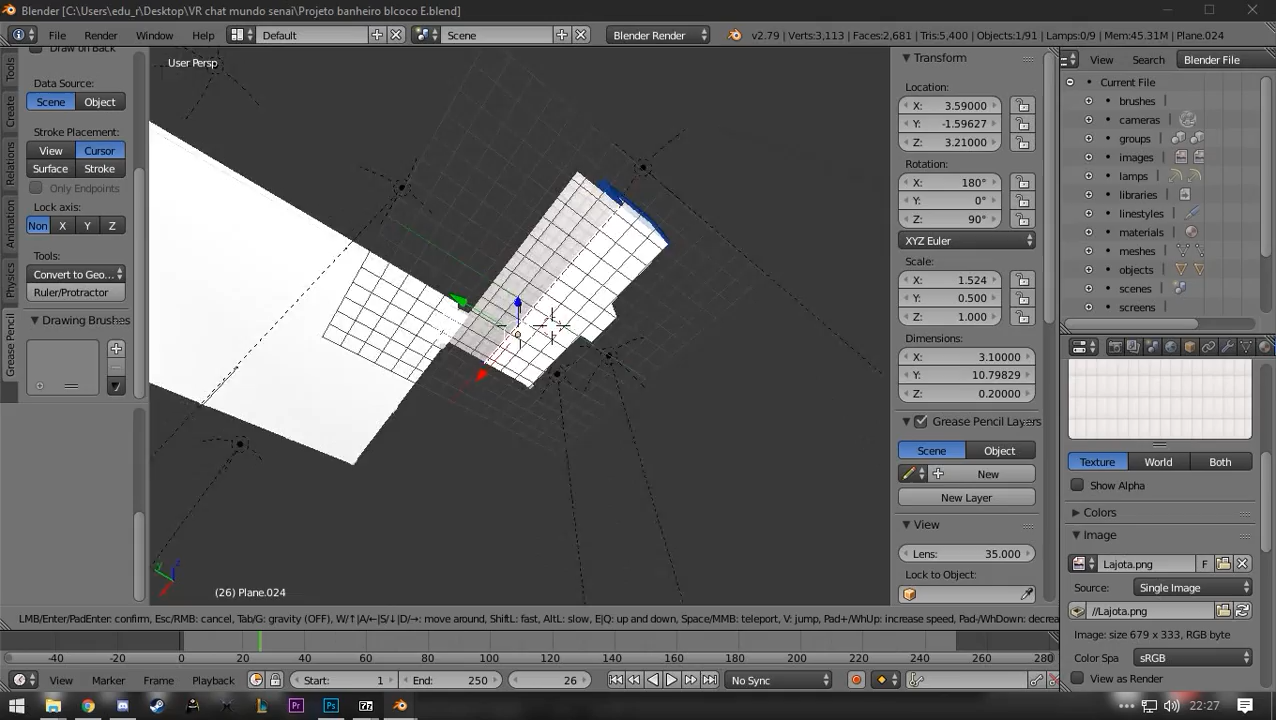 Blender [C:\Users\edu_r\Desktop\VR chat mundo senai\Projeto banheiro blcoco E.blend]
File Render Window Help Default Scene Blender Render v2.79 | Verts:3,113 | Faces:2,681 | Tris:5,400 | Objects:1/91 | Lamps:0/9 | Mem:45.31M | Plane.024
Draw on Back
Data Source:
Scene Object
Stroke Placement:
View Cursor
Surface Stroke
Only Endpoints
Lock axis:
Non X Y Z
Tools:
Convert to Geo...
Ruler/Protractor
Drawing Brushes
Tools
Create
Relations
Animation
Physics
Grease Pencil
User Persp
(26) Plane.024
Transform
Location:
X: 3.59000
Y: -1.59627
Z: 3.21000
Rotation:
X: 180°
Y: 0°
Z: 90°
XYZ Euler
Scale:
X: 1.524
Y: 0.500
Z: 1.000
Dimensions:
X: 3.10000
Y: 10.79829
Z: 0.20000
Grease Pencil Layers
Scene Object
New
New Layer
View
Lens: 35.000
Lock to Object:
View Search Blender File
Current File
brushes
cameras
groups
images
lamps
libraries
linestyles
materials
meshes
objects
scenes
screens
Texture World Both
Show Alpha
Colors
Image
Lajota.png F
Source: Single Image
//Lajota.png
Image: size 679 x 333, RGB byte
Color Spa sRGB
View as Render
LMB/Enter/PadEnter: confirm, Esc/RMB: cancel, Tab/G: gravity (OFF), W/↑|A/←|S/↓|D/→: move around, ShiftL: fast, AltL: slow, E|Q: up and down, Space/MMB: teleport, V: jump, Pad+/WhUp: increase speed, Pad-/WhDown: decrea
-40 -20 0 20 40 60 80 100 120 140 160 180 200 220 240 260 280
View Marker Frame Playback Start: 1 End: 250 26 No Sync
Pr Ps 22:27